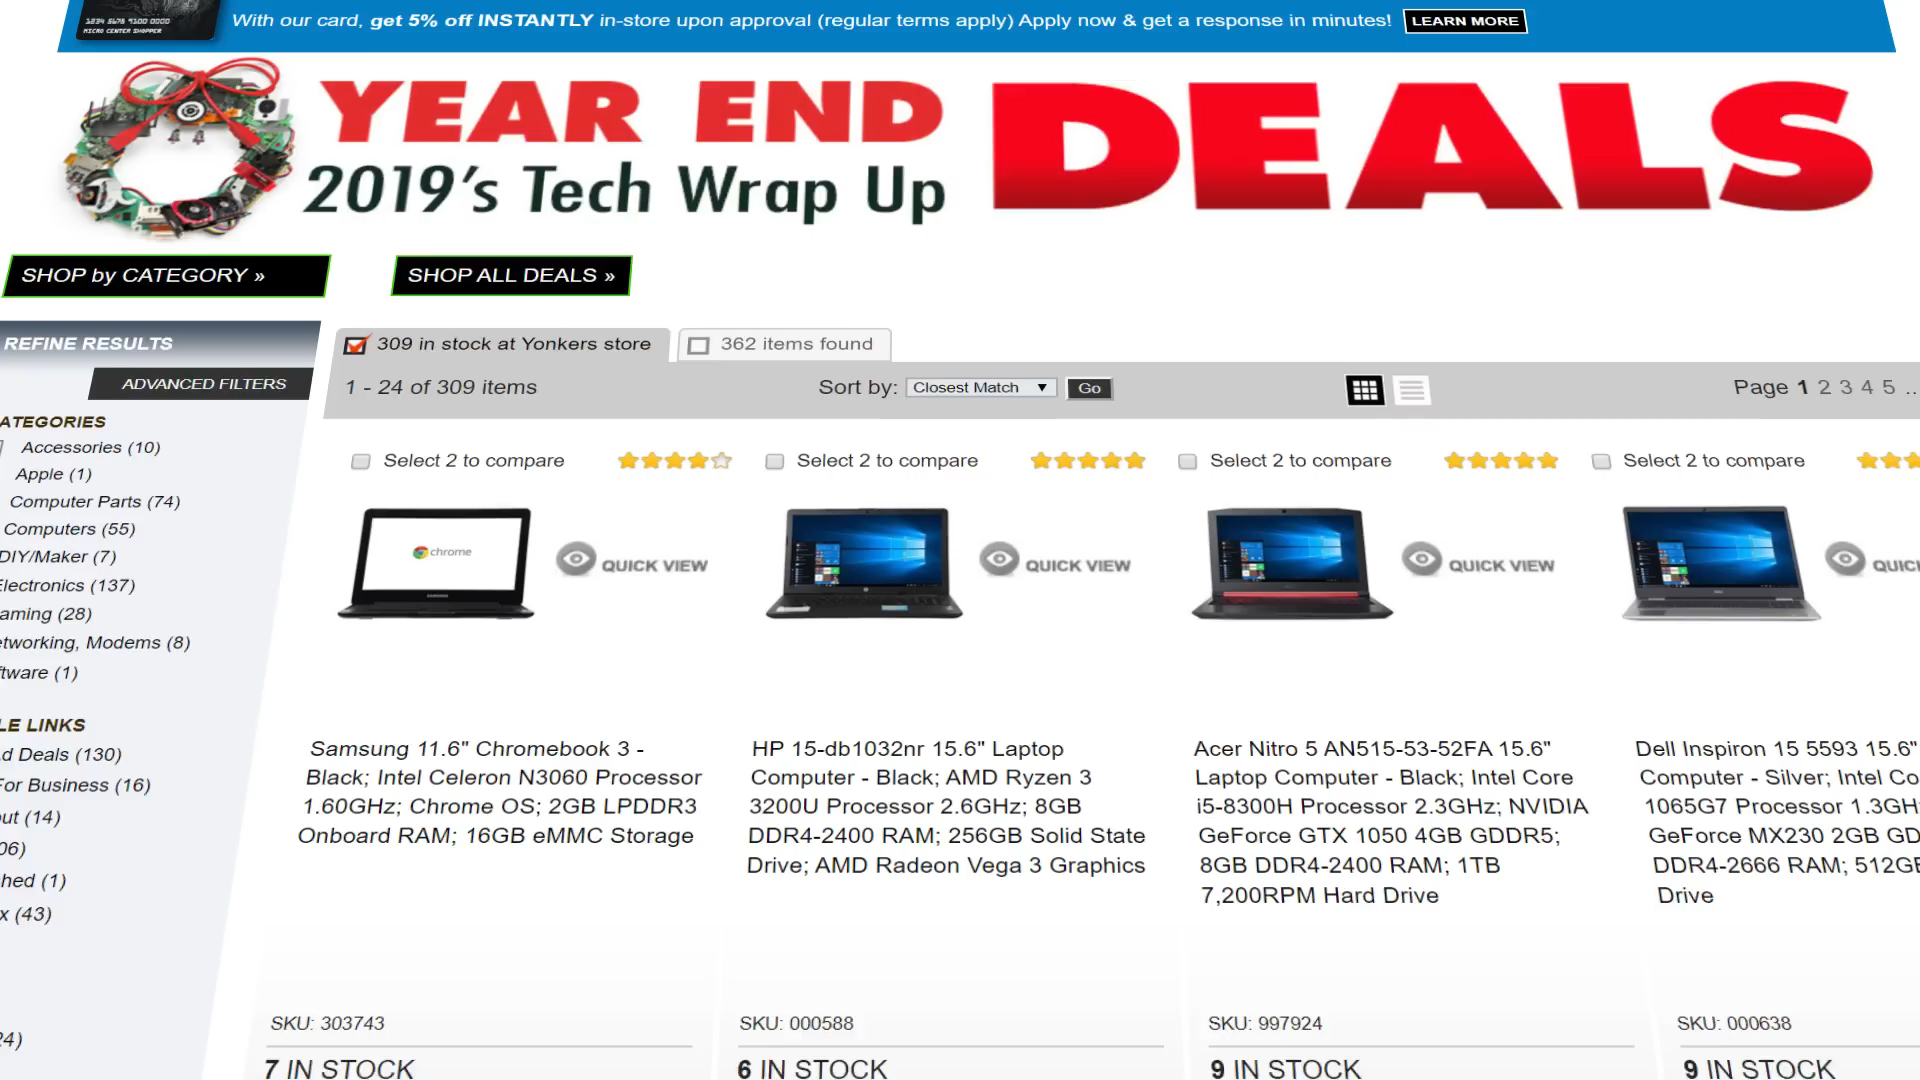 1234 5678 9100 0000
MICRO CENTER SHOPPER
With our card, get 5% off INSTANTLY in-store upon approval (regular terms apply) Apply now & get a response in minutes! LEARN MORE
YEAR END DEALS
2019's Tech Wrap Up
SHOP by CATEGORY » SHOP ALL DEALS »
REFINE RESULTS
ADVANCED FILTERS
ATEGORIES
Accessories (10)
Apple (1)
Computer Parts (74)
Computers (55)
DIY/Maker (7)
Electronics (137)
aming (28)
etworking, Modems (8)
ftware (1)
LE LINKS
d Deals (130)
For Business (16)
out (14)
06)
hed (1)
x (43)
24)
309 in stock at Yonkers store 362 items found
1 - 24 of 309 items Sort by: Closest Match ▼ Go Page 1 2 3 4 5 ..
Select 2 to compare Select 2 to compare Select 2 to compare Select 2 to compare
chrome
SAMSUNG
QUICK VIEW QUICK VIEW QUICK VIEW QUIC
Samsung 11.6" Chromebook 3 -
Black; Intel Celeron N3060 Processor
1.60GHz; Chrome OS; 2GB LPDDR3
Onboard RAM; 16GB eMMC Storage
HP 15-db1032nr 15.6" Laptop
Computer - Black; AMD Ryzen 3
3200U Processor 2.6GHz; 8GB
DDR4-2400 RAM; 256GB Solid State
Drive; AMD Radeon Vega 3 Graphics
Acer Nitro 5 AN515-53-52FA 15.6"
Laptop Computer - Black; Intel Core
i5-8300H Processor 2.3GHz; NVIDIA
GeForce GTX 1050 4GB GDDR5;
8GB DDR4-2400 RAM; 1TB
7,200RPM Hard Drive
Dell Inspiron 15 5593 15.6"
Computer - Silver; Intel Co
1065G7 Processor 1.3GH
GeForce MX230 2GB GD
DDR4-2666 RAM; 512GB
Drive
SKU: 303743 SKU: 000588 SKU: 997924 SKU: 000638
7 IN STOCK 6 IN STOCK 9 IN STOCK 9 IN STOCK